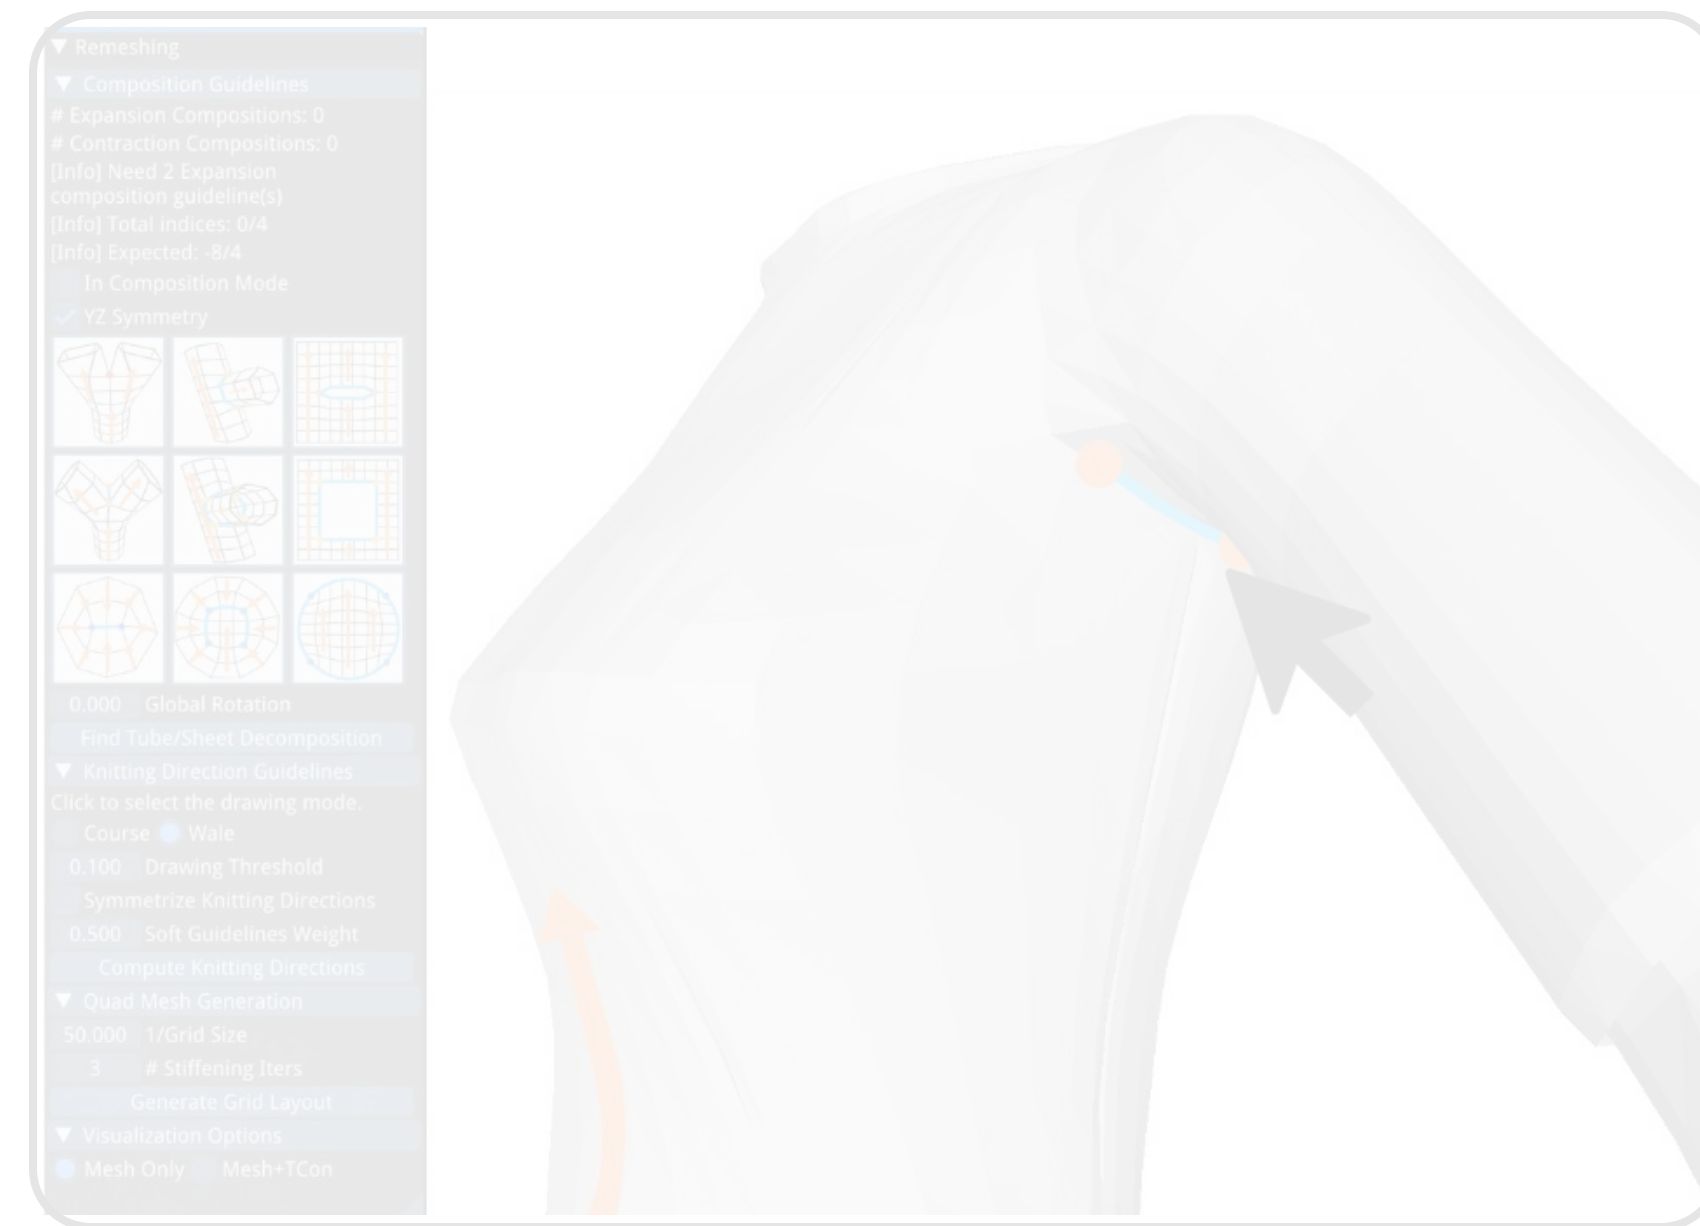 Remeshing
Composition Guidelines
# Expansion Compositions: 0
# Contraction Compositions: 0
[Info] Need 2 Expansion
composition guideline(s)
[Info] Total indices: 0/4
[Info] Expected: -8/4
In Composition Mode
YZ Symmetry
0.000 Global Rotation
Find Tube/Sheet Decomposition
Knitting Direction Guidelines
Click to select the drawing mode.
Course Wale
0.100 Drawing Threshold
Symmetrize Knitting Directions
0.500 Soft Guidelines Weight
Compute Knitting Directions
Quad Mesh Generation
50.000 1/Grid Size
3 # Stiffening Iters
Generate Grid Layout
Visualization Options
Mesh Only Mesh+TCon